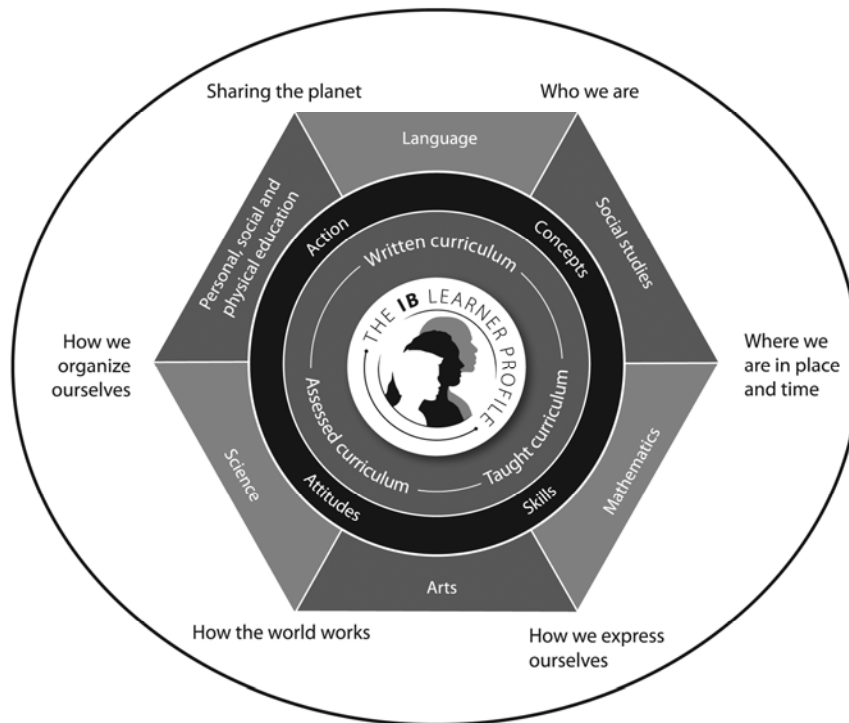 Sharing the planet
Who we are
Language
Personal, social and
physical education
Social studies
Action
Concepts
Written curriculum
THE IB LEARNER PROFILE
How we
organize
ourselves
Where we
are in place
and time
Assessed curriculum
Taught curriculum
Science
Mathematics
Attitudes
Skills
Arts
How the world works
How we express
ourselves